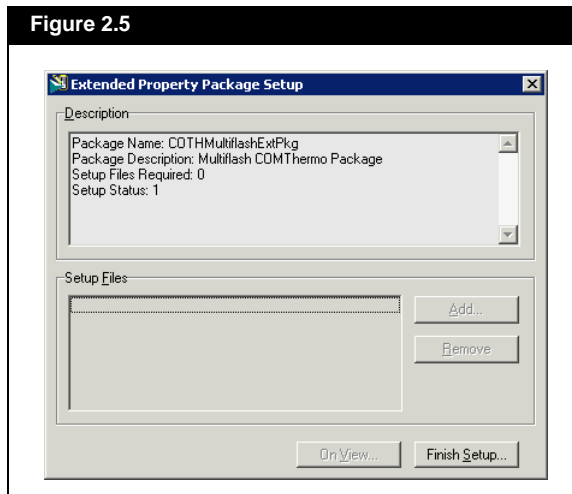 Figure 2.5
Extended Property Package Setup
Description
Package Name: COTHMultiflashExtPkg
Package Description: Multiflash COMThermo Package
Setup Files Required: 0
Setup Status: 1
Setup Files
Add...
Remove
On View...
Finish Setup...